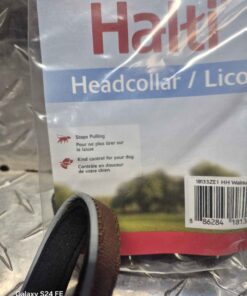 Halti
Headcollar / Lico
Stops Pulling
Pour ne plus tirer sur
la laisse
Kind control for your dog
Contrôle en douceur
de votre chien
Galaxy S24 FE